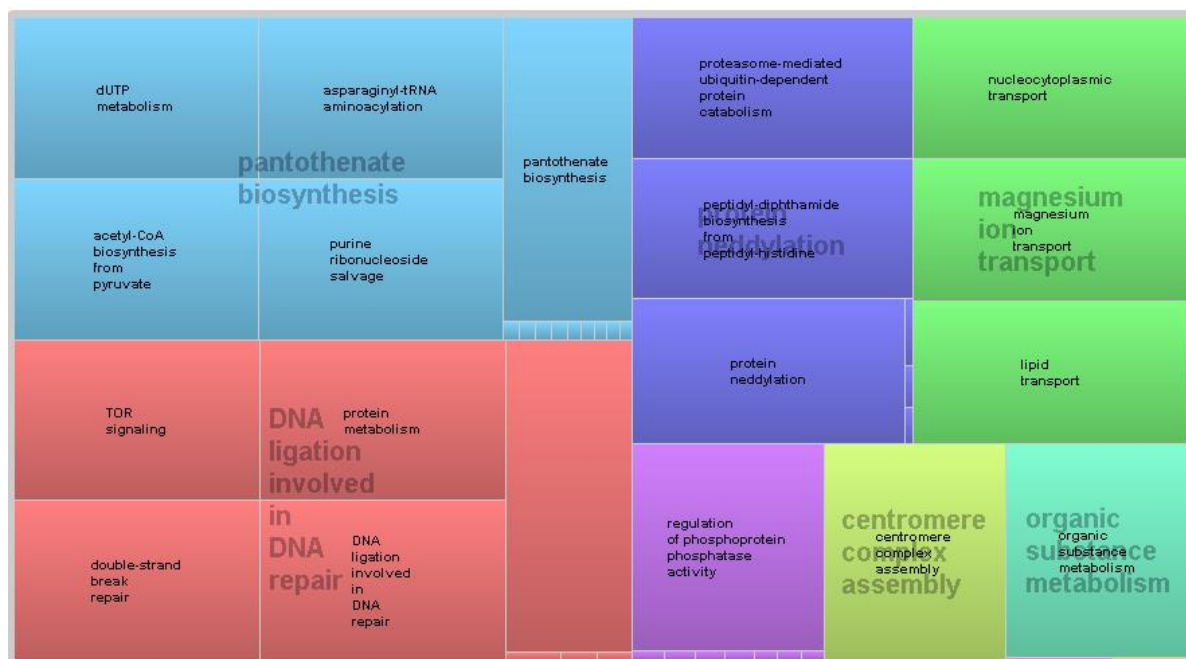 dUTP
metabolism
asparaginyl-tRNA
aminoacylation
pantothenate
biosynthesis
acetyl-CoA
biosynthesis
from
pyruvate
purine
ribonucleoside
salvage
pantothenate
biosynthesis
proteasome-mediated
ubiquitin-dependent
protein
catabolism
peptidyl-diphthamide
biosynthesis
from
peptidyl-histidine
protein
neddylation
protein
neddylation
nucleocytoplasmic
transport
magnesium
ion
transport
magnesium
ion
transport
lipid
transport
TOR
signaling
protein
metabolism
DNA
ligation
involved
in
DNA
repair
double-strand
break
repair
DNA
ligation
involved
in
DNA
repair
regulation
of phosphoprotein
phosphatase
activity
centromere
complex
assembly
centromere
complex
assembly
organic
substance
metabolism
organic
substance
metabolism